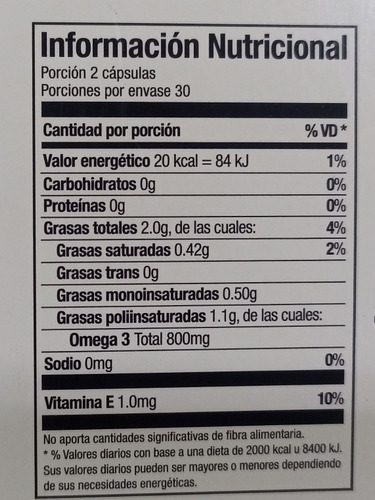 Información Nutricional
Porción 2 cápsulas
Porciones por envase 30
Cantidad por porción % VD *
Valor energético 20 kcal = 84 kJ 1%
Carbohidratos 0g 0%
Proteínas 0g 0%
Grasas totales 2.0g, de las cuales: 4%
Grasas saturadas 0.42g 2%
Grasas trans 0g
Grasas monoinsaturadas 0.50g
Grasas poliinsaturadas 1.1g, de las cuales:
Omega 3 Total 800mg
Sodio 0mg 0%
Vitamina E 1.0mg 10%
No aporta cantidades significativas de fibra alimentaria.
* % Valores diarios con base a una dieta de 2000 kcal u 8400 kJ.
Sus valores diarios pueden ser mayores o menores dependiendo
de sus necesidades energéticas.